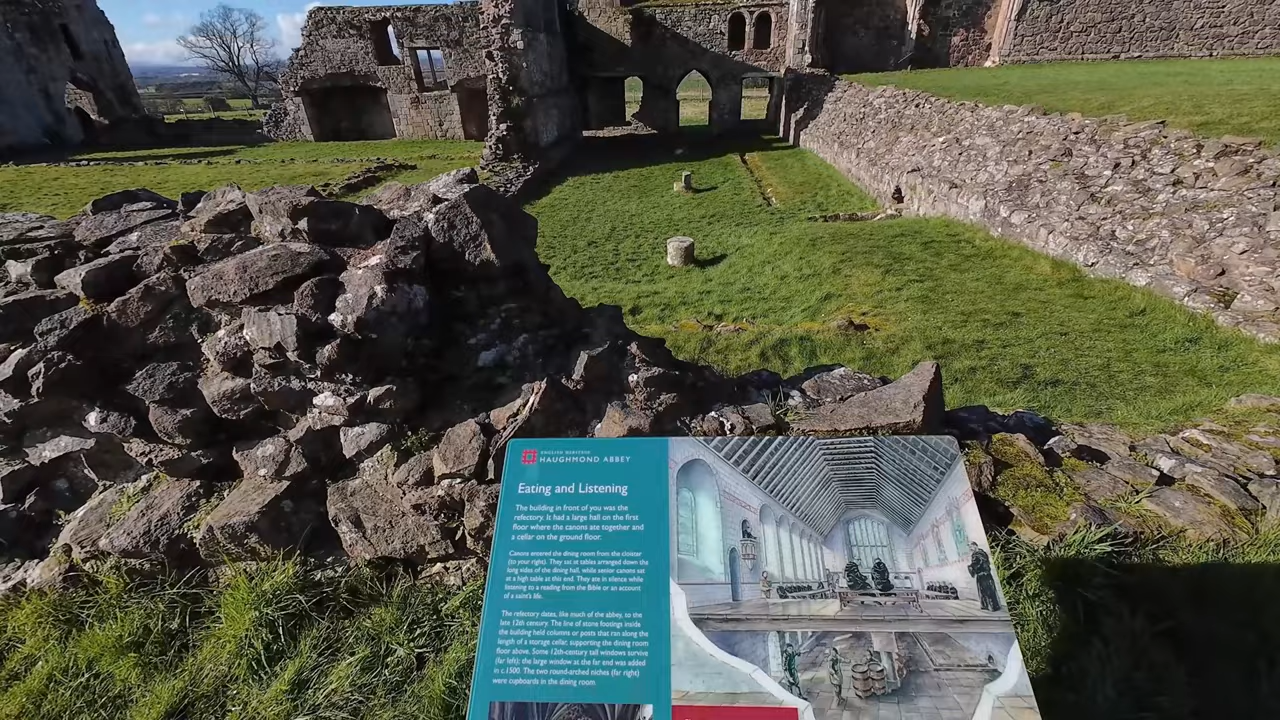 ENGLISH HERITAGE
HAUGHMOND ABBEY
Eating and Listening
The building in front of you was the
refectory. It had a large hall on the first
floor where the canons ate together and
a cellar on the ground floor.
Canons entered the dining room from the cloister
(to your right). They sat at tables arranged down the
long sides of the dining hall, while senior canons sat
at a high table at this end. They ate in silence while
listening to a reading from the Bible or an account
of a saint's life.
The refectory dates, like much of the abbey, to the
late 12th century. The line of stone footings inside
the building held columns or posts that ran along the
length of a storage cellar, supporting the dining room
floor above. Some 12th-century tall windows survive
(far left); the large window at the far end was added
in c.1500. The two round-arched niches (far right)
were cupboards in the dining room.